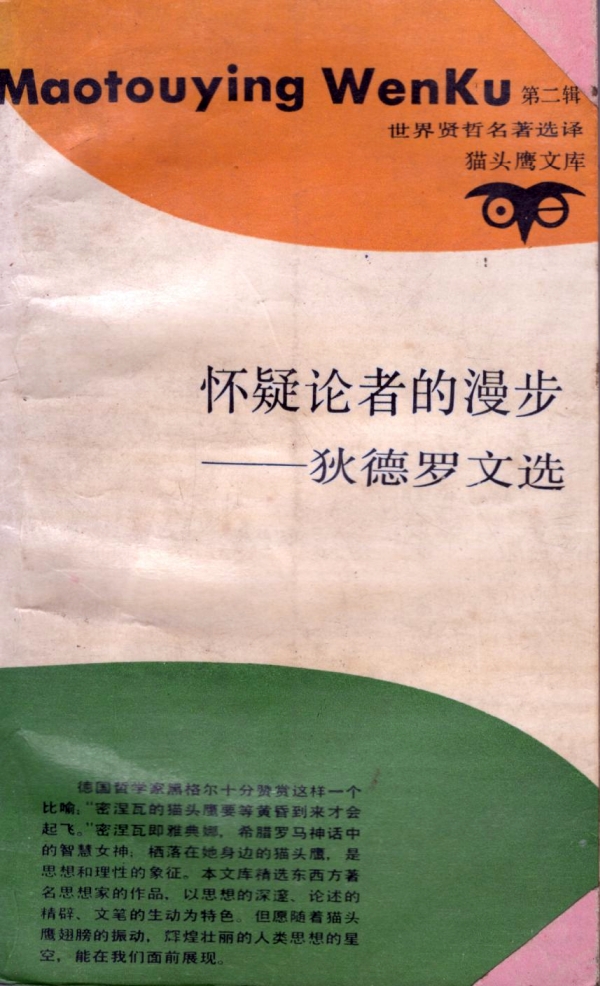 Maotouying WenKu 第二辑
世界贤哲名著选译
猫头鹰文库
怀疑论者的漫步
——狄德罗文选
德国哲学家黑格尔十分赞赏这样一个
比喻：“密涅瓦的猫头鹰要等黄昏到来才会
起飞。”密涅瓦即雅典娜，希腊罗马神话中
的智慧女神；栖落在她身边的猫头鹰，是
思想和理性的象征。本文库精选东西方著
名思想家的作品，以思想的深邃、论述的
精辟、文笔的生动为特色。但愿随着猫头
鹰翅膀的振动，辉煌壮丽的人类思想的星
空，能在我们面前展现。